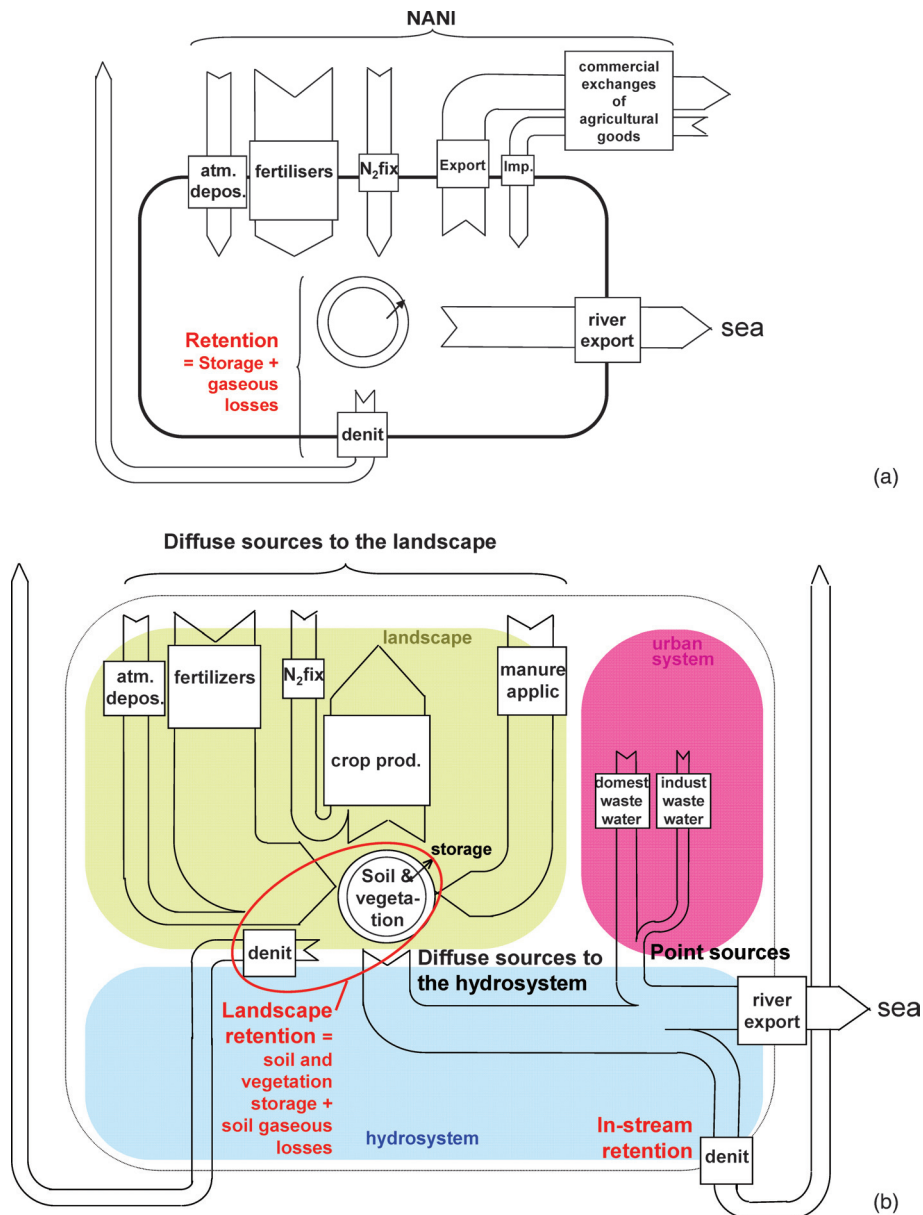 NANI
commercial
exchanges
of
agricultural
goods
atm.
depos.
fertilisers
N₂fix
Export
Imp.
Retention
= Storage +
gaseous
losses
river
export
sea
denit
(a)
Diffuse sources to the landscape
landscape
urban
system
atm.
depos.
fertilizers
N₂fix
manure
applic
crop prod.
domest
waste
water
indust
waste
water
storage
Soil &
vegeta-
tion
denit
Diffuse sources to
the hydrosystem
Point sources
river
export
sea
Landscape
retention =
soil and
vegetation
storage +
soil gaseous
losses
hydrosystem
In-stream
retention
denit
(b)